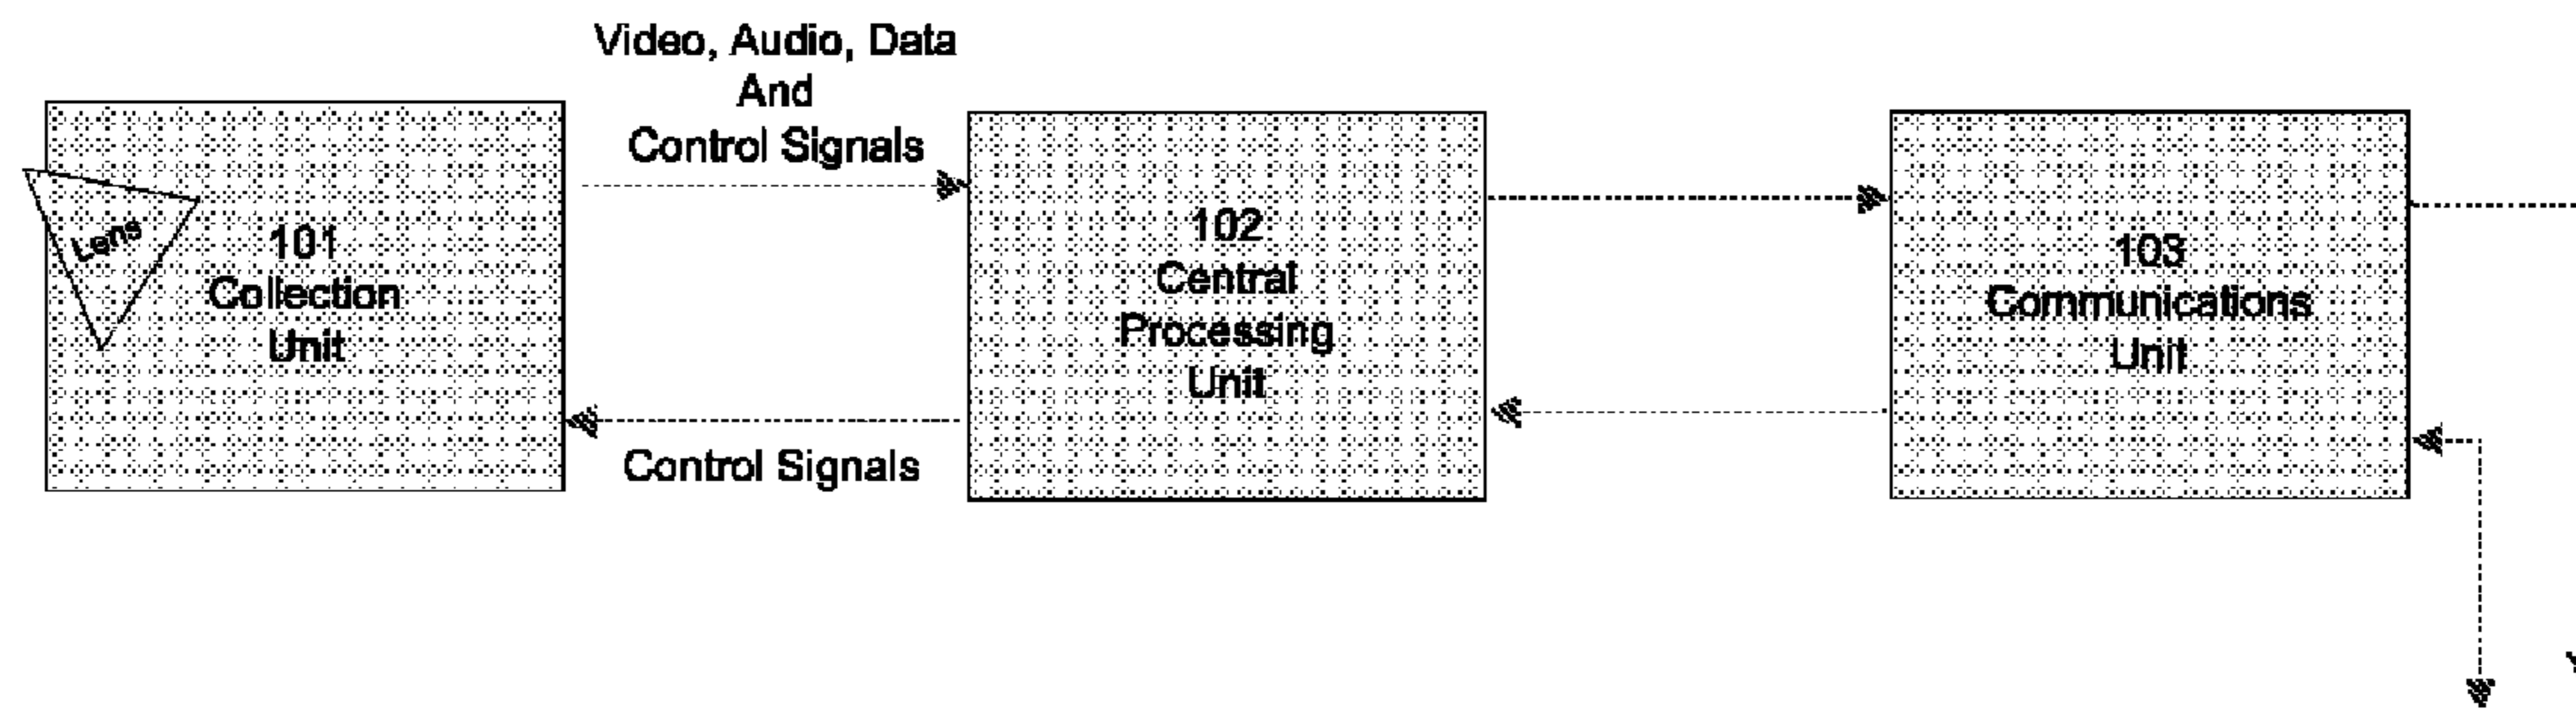 Video, Audio, Data
And
Control Signals
Lens
101
Collection
Unit
Control Signals
102
Central
Processing
Unit
103
Communications
Unit